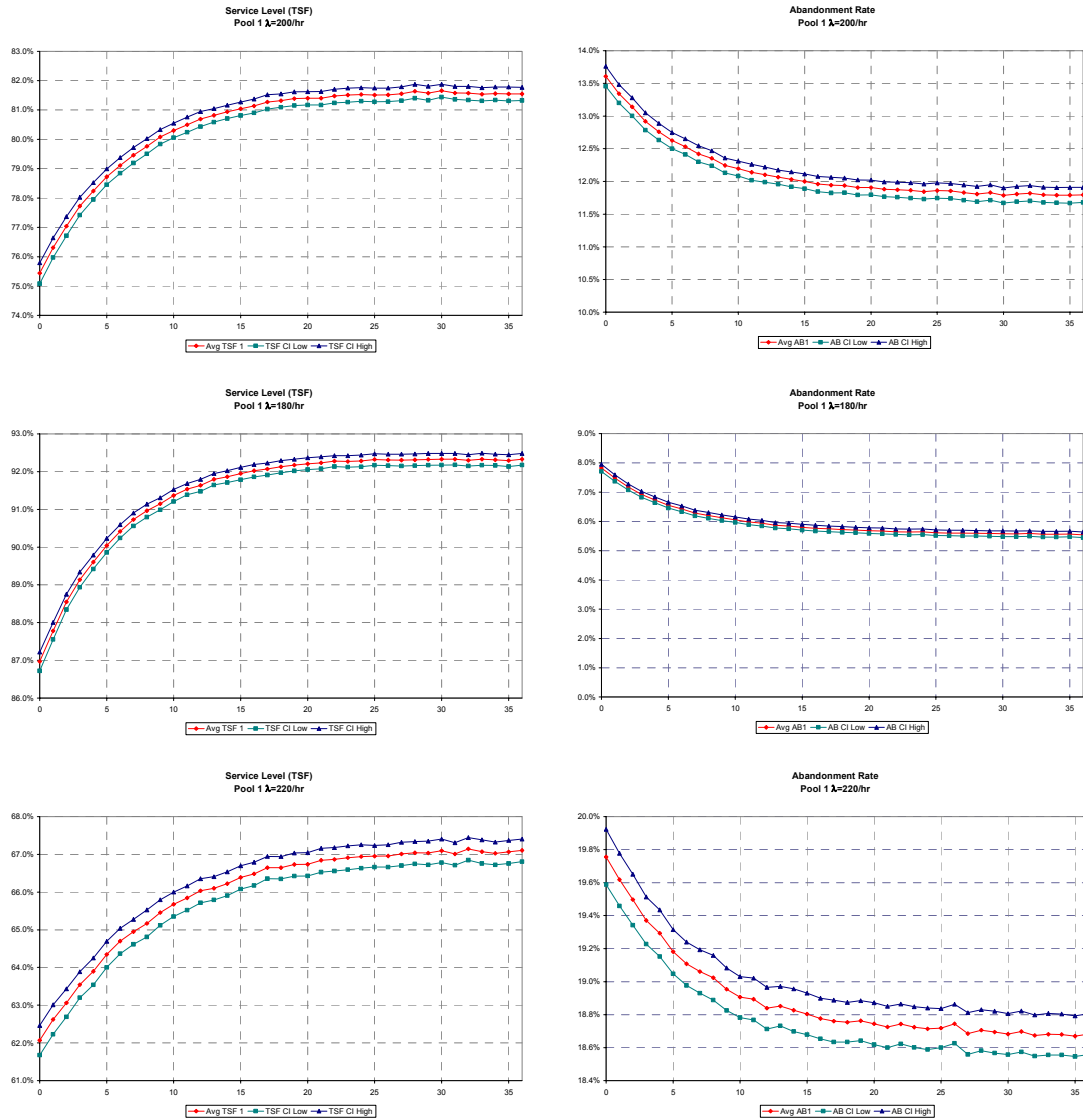 Service Level (TSF)
Pool 1 λ=200/hr
83.0%
82.0%
81.0%
80.0%
79.0%
78.0%
77.0%
76.0%
75.0%
74.0%
0 5 10 15 20 25 30 35
Avg TSF 1 TSF CI Low TSF CI High
Abandonment Rate
Pool 1 λ=200/hr
14.0%
13.5%
13.0%
12.5%
12.0%
11.5%
11.0%
10.5%
10.0%
0 5 10 15 20 25 30 35
Avg AB1 AB CI Low AB CI High
Service Level (TSF)
Pool 1 λ=180/hr
93.0%
92.0%
91.0%
90.0%
89.0%
88.0%
87.0%
86.0%
0 5 10 15 20 25 30 35
Avg TSF 1 TSF CI Low TSF CI High
Abandonment Rate
Pool 1 λ=180/hr
9.0%
8.0%
7.0%
6.0%
5.0%
4.0%
3.0%
2.0%
1.0%
0.0%
0 5 10 15 20 25 30 35
Avg AB1 AB CI Low AB CI High
Service Level (TSF)
Pool 1 λ=220/hr
68.0%
67.0%
66.0%
65.0%
64.0%
63.0%
62.0%
61.0%
0 5 10 15 20 25 30 35
Avg TSF 1 TSF CI Low TSF CI High
Abandonment Rate
Pool 1 λ=220/hr
20.0%
19.8%
19.6%
19.4%
19.2%
19.0%
18.8%
18.6%
18.4%
0 5 10 15 20 25 30 35
Avg AB1 AB CI Low AB CI High